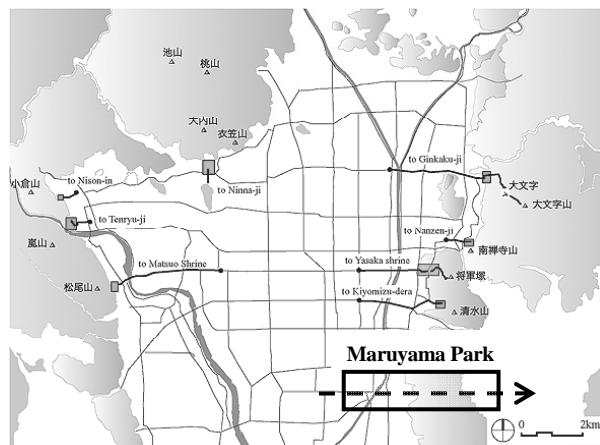 池山
桃山
大内山
衣笠山
to Ginkaku-ji
to Nison-in
小倉山
to Ninna-ji
大文字
大文字山
to Tenryu-ji
to Nanzen-ji
嵐山
南禅寺山
to Matsuo Shrine
to Yasaka shrine
将軍塚
松尾山
to Kiyomizu-dera
清水山
Maruyama Park
0 2km